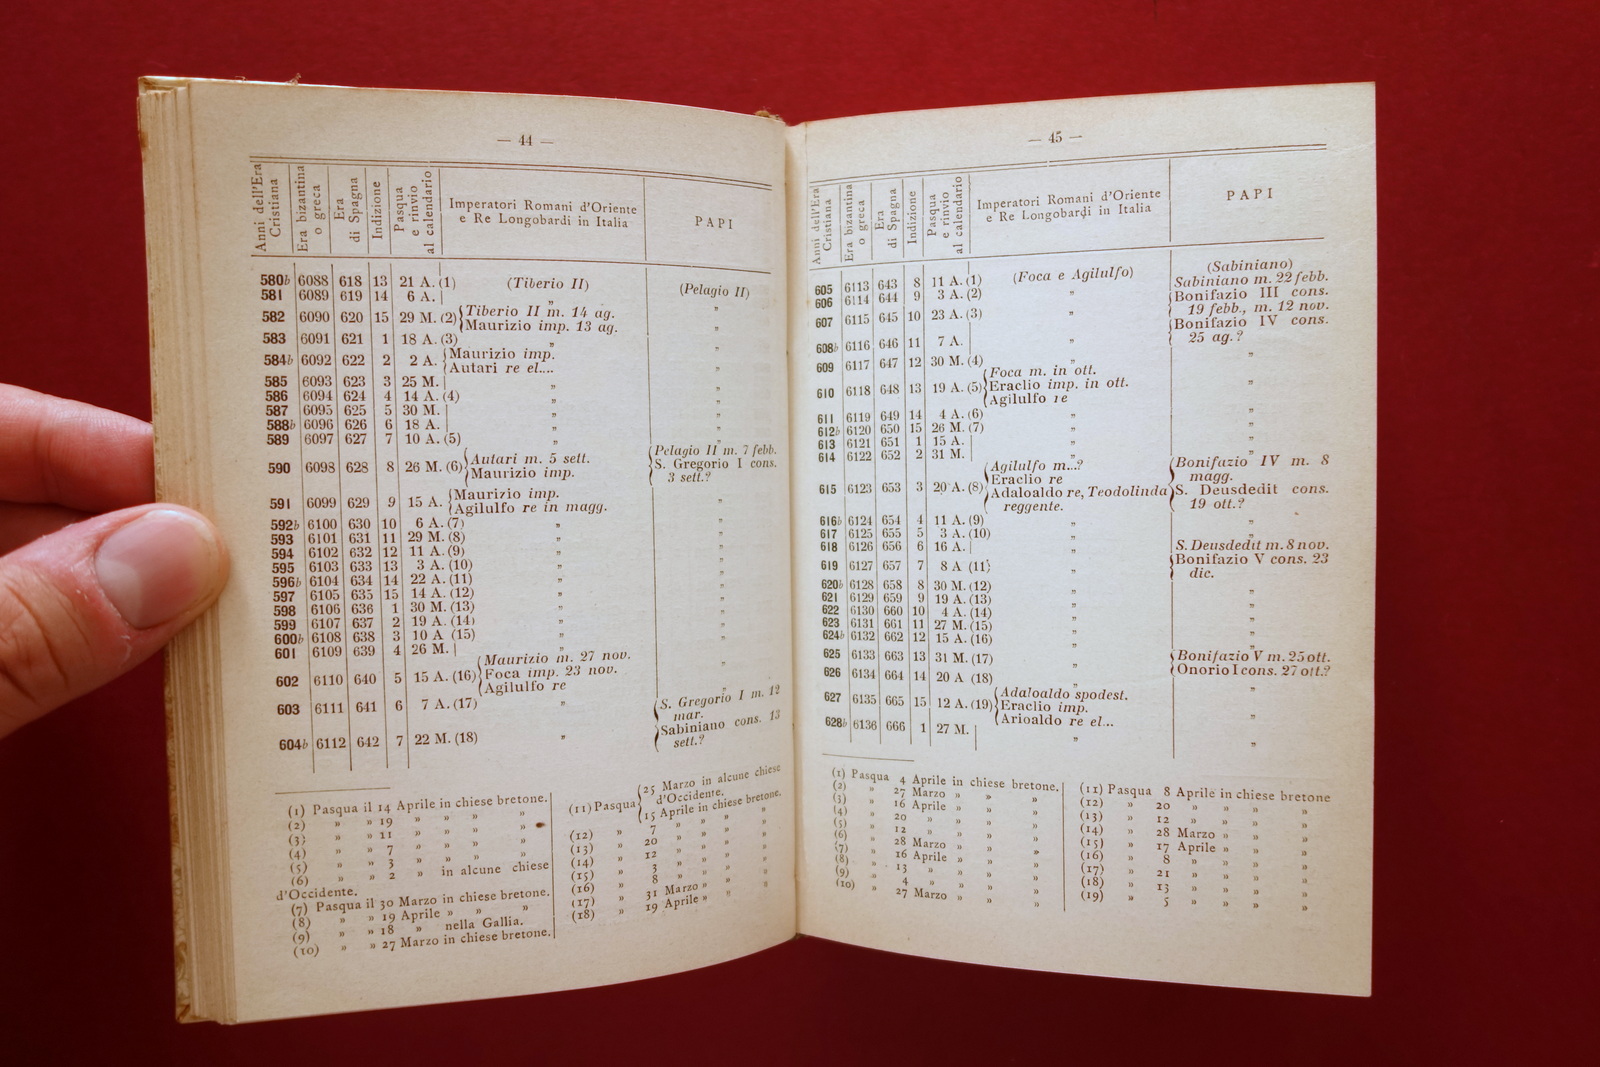 — 44 —
Anni dell'Era Cristiana
Era bizantina o greca
Era di Spagna
Indizione
Pasqua e rinvio al calendario
Imperatori Romani d'Oriente e Re Longobardi in Italia
PAPI
580b 6088 618 13 21 A. (1) (Tiberio II) (Pelagio II)
581 6089 619 14 6 A. " "
582 6090 620 15 29 M. (2) Tiberio II m. 14 ag. "
Maurizio imp. 13 ag.
583 6091 621 1 18 A. (3) " "
584b 6092 622 2 2 A. Maurizio imp. "
Autari re el....
585 6093 623 3 25 M. " "
586 6094 624 4 14 A. (4) " "
587 6095 625 5 30 M. " "
588b 6096 626 6 18 A. " "
589 6097 627 7 10 A. (5) " "
590 6098 628 8 26 M. (6) Autari m. 5 sett. Pelagio II m. 7 febb.
Maurizio imp. S. Gregorio I cons.
3 sett.?
591 6099 629 9 15 A. Maurizio imp. "
Agilulfo re in magg.
592b 6100 630 10 6 A. (7) " "
593 6101 631 11 29 M. (8) " "
594 6102 632 12 11 A. (9) " "
595 6103 633 13 3 A. (10) " "
596b 6104 634 14 22 A. (11) " "
597 6105 635 15 14 A. (12) " "
598 6106 636 1 30 M. (13) " "
599 6107 637 2 19 A. (14) " "
600b 6108 638 3 10 A (15) " "
601 6109 639 4 26 M. " "
602 6110 640 5 15 A. (16) Maurizio m. 27 nov. "
Foca imp. 23 nov.
Agilulfo re
603 6111 641 6 7 A. (17) " S. Gregorio I m. 12
mar.
604b 6112 642 7 22 M. (18) " Sabiniano cons. 13
sett.?
(1) Pasqua il 14 Aprile in chiese bretone.
(2) » » 19 » » » »
(3) » » 11 » » » »
(4) » » 7 » » » »
(5) » » 3 » » » »
(6) » » 2 » in alcune chiese
d'Occidente.
(7) Pasqua il 30 Marzo in chiese bretone.
(8) » » 19 Aprile » » »
(9) » » 18 » nella Gallia.
(10) » » 27 Marzo in chiese bretone.
(11) Pasqua 25 Marzo in alcune chiese
d'Occidente.
15 Aprile in chiese bretone.
(12) » 7 » » » »
(13) » 20 » » » »
(14) » 12 » » » »
(15) » 3 » » » »
(16) » 8 » » » »
(17) » 31 Marzo » » »
(18) » 19 Aprile » » »
— 45 —
Anni dell'Era Cristiana
Era bizantina o greca
Era di Spagna
Indizione
Pasqua e rinvio al calendario
Imperatori Romani d'Oriente e Re Longobardi in Italia
PAPI
605 6113 643 8 11 A. (1) (Foca e Agilulfo) (Sabiniano)
606 6114 644 9 3 A. (2) " Sabiniano m. 22 febb.
607 6115 645 10 23 A. (3) " Bonifazio III cons.
19 febb., m. 12 nov.
Bonifazio IV cons.
25 ag.?
608b 6116 646 11 7 A. " "
609 6117 647 12 30 M. (4) " "
610 6118 648 13 19 A. (5) Foca m. in ott. "
Eraclio imp. in ott.
Agilulfo re
611 6119 649 14 4 A. (6) " "
612b 6120 650 15 26 M. (7) " "
613 6121 651 1 15 A. " "
614 6122 652 2 31 M. " "
615 6123 653 3 20 A. (8) Agilulfo m...? Bonifazio IV m. 8
Eraclio re magg.
Adaloaldo re, Teodolinda S. Deusdedit cons.
reggente. 19 ott.?
616b 6124 654 4 11 A. (9) " "
617 6125 655 5 3 A. (10) " "
618 6126 656 6 16 A. " S. Deusdedit m. 8 nov.
619 6127 657 7 8 A (11) " Bonifazio V cons. 23
dic.
620b 6128 658 8 30 M. (12) " "
621 6129 659 9 19 A. (13) " "
622 6130 660 10 4 A. (14) " "
623 6131 661 11 27 M. (15) " "
624b 6132 662 12 15 A. (16) " "
625 6133 663 13 31 M. (17) " Bonifazio V m. 25 ott.
626 6134 664 14 20 A (18) " Onorio I cons. 27 ott.?
627 6135 665 15 12 A. (19) Adaloaldo spodest. "
Eraclio imp.
Arioaldo re el...
628b 6136 666 1 27 M. " "
(1) Pasqua 4 Aprile in chiese bretone.
(2) » 27 Marzo » » »
(3) » 16 Aprile » » »
(4) » 20 » » » »
(5) » 12 » » » »
(6) » 28 Marzo » » »
(7) » 16 Aprile » » »
(8) » 13 » » » »
(9) » 4 » » » »
(10) » 27 Marzo » » »
(11) Pasqua 8 Aprile in chiese bretone
(12) » 20 » » » »
(13) » 12 » » » »
(14) » 28 Marzo » » »
(15) » 17 Aprile » » »
(16) » 8 » » » »
(17) » 21 » » » »
(18) » 13 » » » »
(19) » 5 » » » »